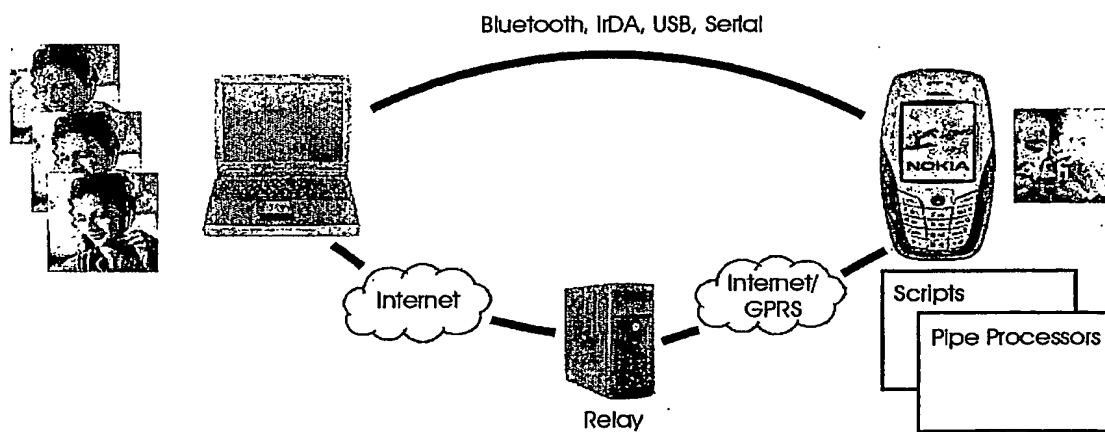 Bluetooth, IrDA, USB, Serial
NOKIA
Internet
Internet/
GPRS
Scripts
Pipe Processors
Relay